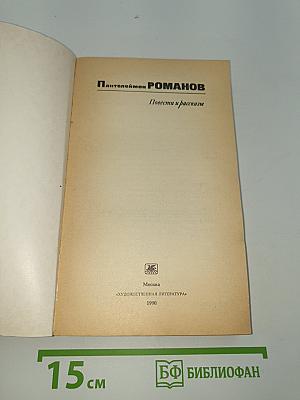 Пантелеймон РОМАНОВ
Повести и рассказы
Москва
«ХУДОЖЕСТВЕННАЯ ЛИТЕРАТУРА»
1990
15 см
БФ БИБЛИОФАН